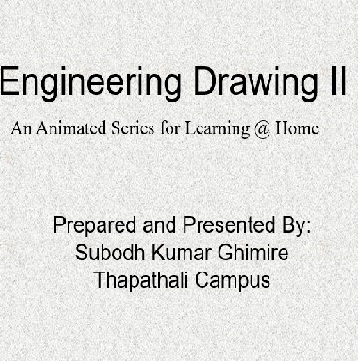 Engineering Drawing II
An Animated Series for Learning @ Home
Prepared and Presented By:
Subodh Kumar Ghimire
Thapathali Campus